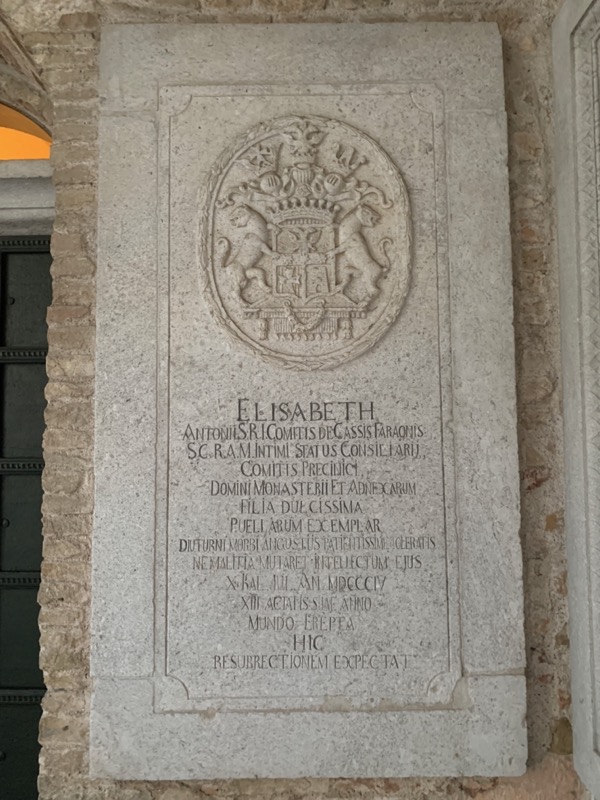 ELISABETH
ANTONII S.R.I COMITIS DE CASSIS FARAONIS
S.C.R.A.M. INTIMI STATUS CONSILIARII,
COMITIS PRECINICI,
DOMINI MONASTERII ET ADNEXARUM
FILIA DULCISSIMA
PUELLARUM EXEMPLAR
DIUTURNI MORBI ANGUSTIIS PATIENTISSIME TOLERATIS
NE MALITIA MUTARET INTELLECTUM EJUS
X. KAL. JUL. AN. MDCCCIV
XIII AETATIS SUAE ANNO
MUNDO EREPTA
HIC
RESURRECTIONEM EXPECTAT